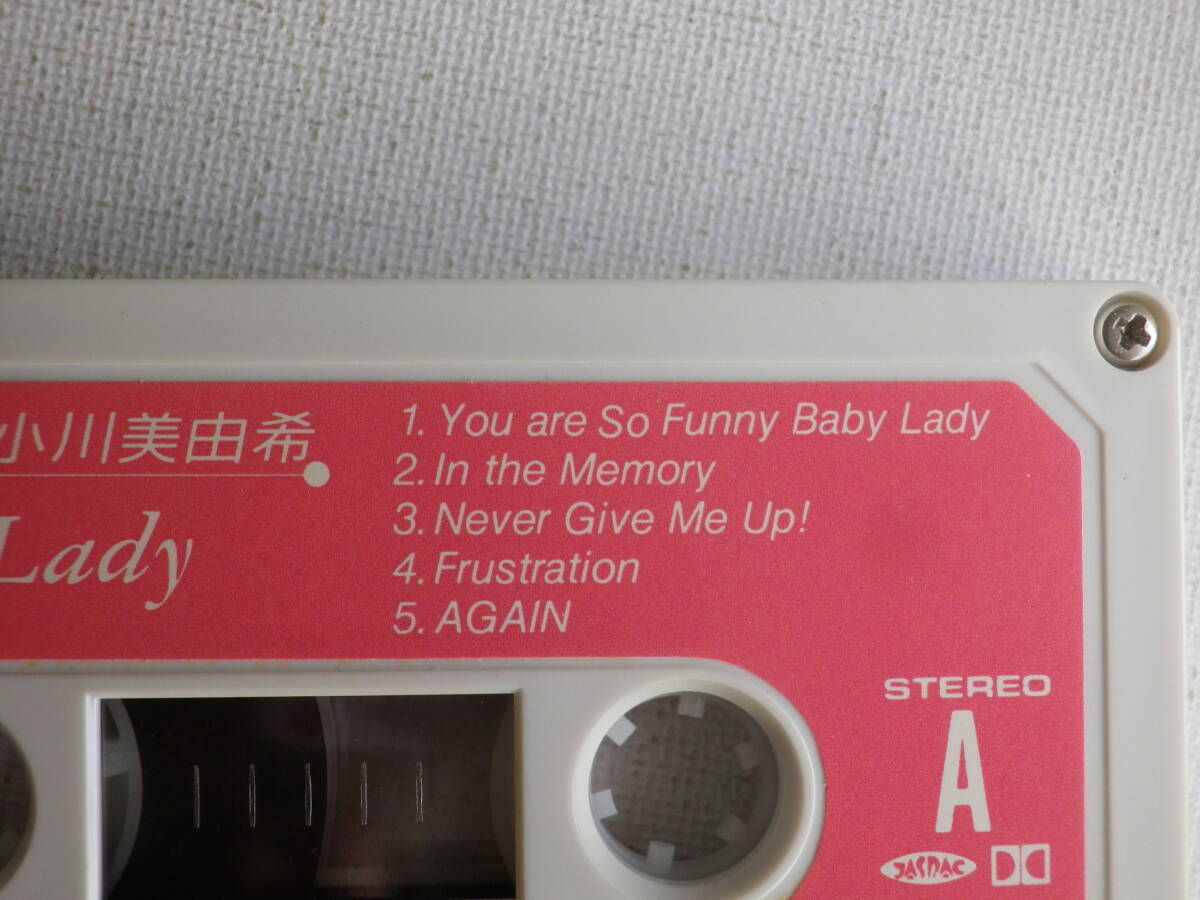 小川美由希
Lady
1. You are So Funny Baby Lady
2. In the Memory
3. Never Give Me Up!
4. Frustration
5. AGAIN
STEREO
A
JASRAC